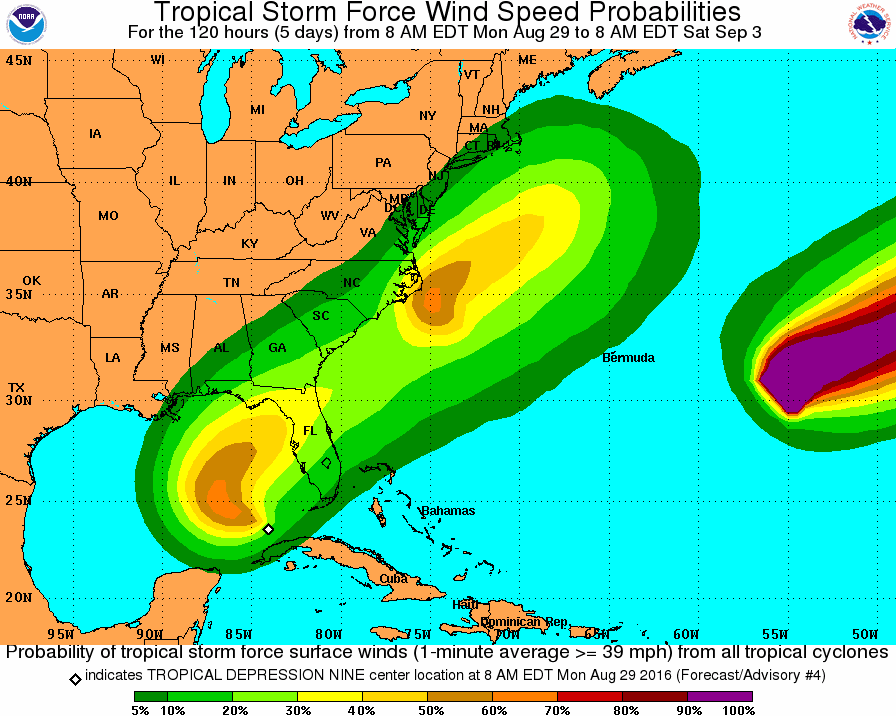 Tropical Storm Force Wind Speed Probabilities
For the 120 hours (5 days) from 8 AM EDT Mon Aug 29 to 8 AM EDT Sat Sep 3
NOAA
NATIONAL WEATHER SERVICE
45N WI ME
VT
MI NH
NY
IA MA
CT RI
PA
40N IL IN OH NJ
MD
MO DC DE
WV
VA
KY
OK TN NC
35N AR
SC
MS AL GA
LA Bermuda
TX
30N
FL
25N
Bahamas
Cuba
20N Haiti
Dominican Rep.
95W 90W 85W 80W 75W 70W 65W 60W 55W 50W
Probability of tropical storm force surface winds (1-minute average >= 39 mph) from all tropical cyclones
indicates TROPICAL DEPRESSION NINE center location at 8 AM EDT Mon Aug 29 2016 (Forecast/Advisory #4)
5% 10% 20% 30% 40% 50% 60% 70% 80% 90% 100%